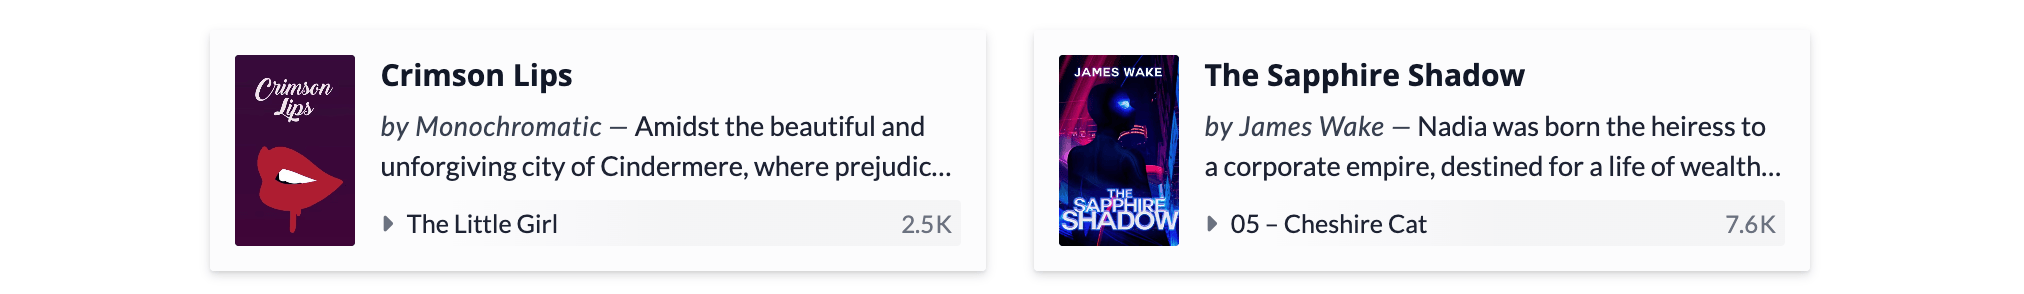 Crimson
Lips
Crimson Lips
by Monochromatic — Amidst the beautiful and
unforgiving city of Cindermere, where prejudic...
The Little Girl 2.5K
JAMES WAKE
THE
SAPPHIRE
SHADOW
The Sapphire Shadow
by James Wake — Nadia was born the heiress to
a corporate empire, destined for a life of wealth...
05 – Cheshire Cat 7.6K